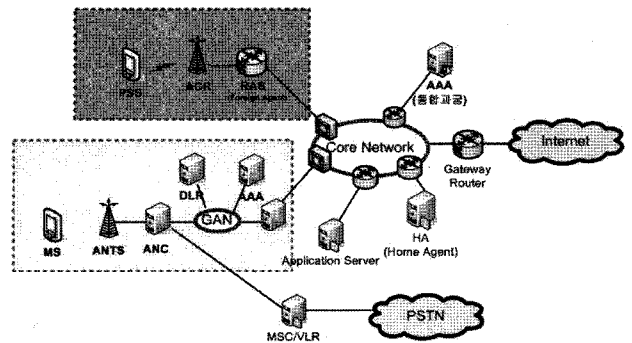 PSS
ACR
RAS
AAA
(통합과궁)
Core Network
Internet
Gateway
Router
DLR
AAA
GAN
MS
ANTS
ANC
Application Server
HA
(Home Agent)
MSC/VLR
PSTN